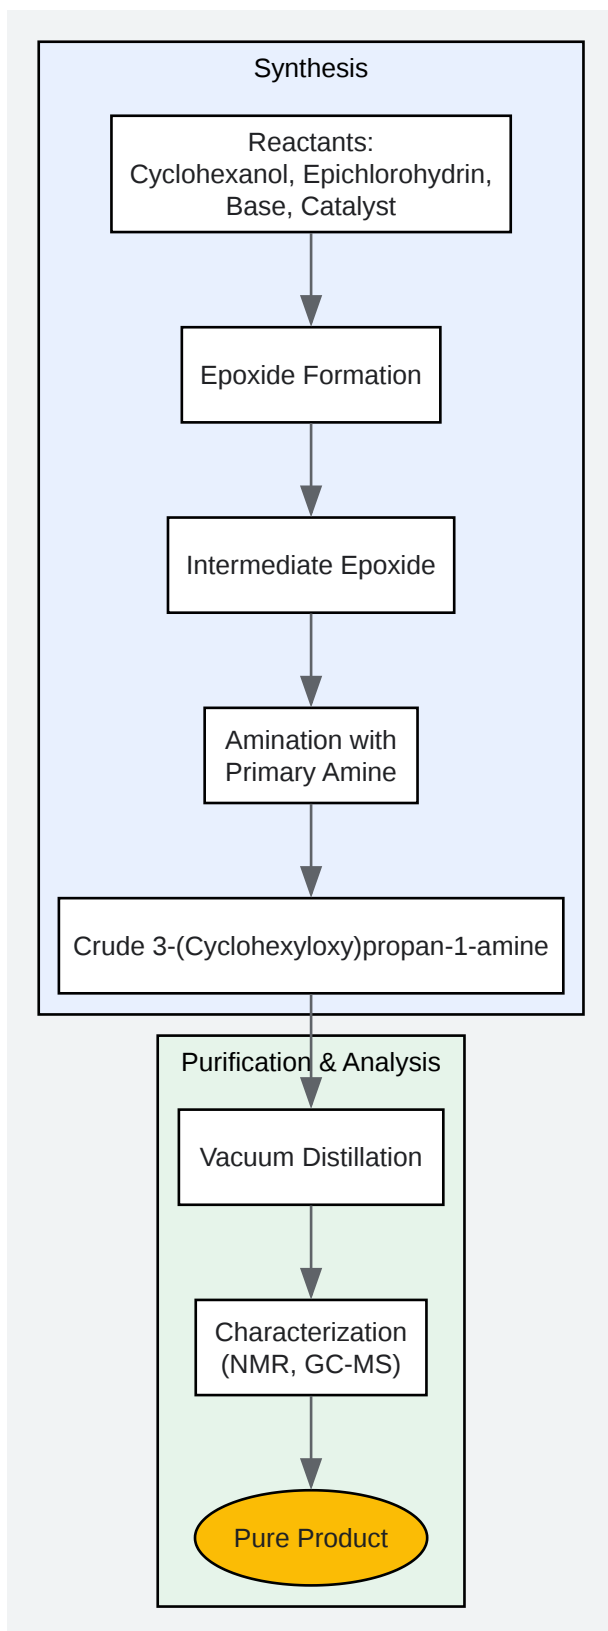 Synthesis
Reactants:
Cyclohexanol, Epichlorohydrin,
Base, Catalyst
Epoxide Formation
Intermediate Epoxide
Amination with
Primary Amine
Crude 3-(Cyclohexyloxy)propan-1-amine
Purification & Analysis
Vacuum Distillation
Characterization
(NMR, GC-MS)
Pure Product